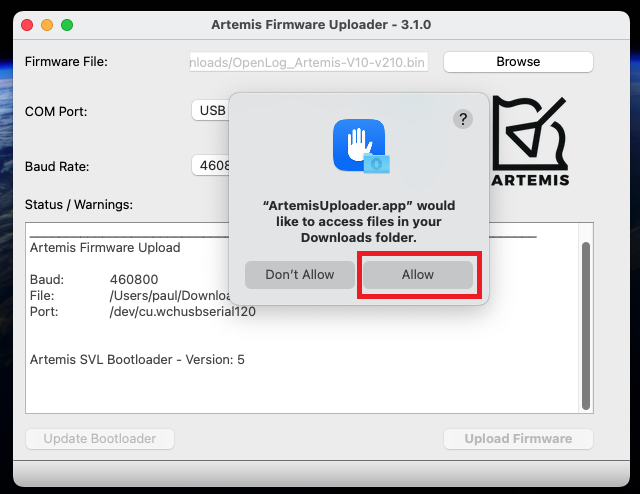 Artemis Firmware Uploader - 3.1.0
Firmware File:
nloads/OpenLog_Artemis-V10-v210.bin
Browse
COM Port:
USB
?
ARTEMIS
Baud Rate:
460
“ArtemisUploader.app” would
like to access files in your
Downloads folder.
Don't Allow
Allow
Status / Warnings:
Artemis Firmware Upload
Baud: 460800
File: /Users/paul/Downloa
Port: /dev/cu.wchusbserial120
Artemis SVL Bootloader - Version: 5
Update Bootloader
Upload Firmware